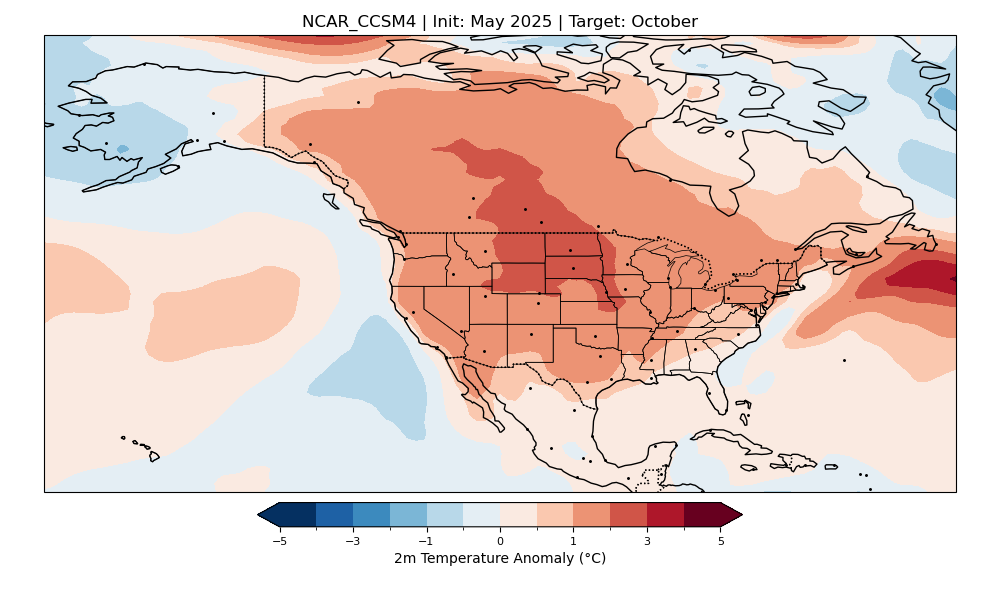 NCAR_CCSM4 | Init: May 2025 | Target: October
−5 −3 −1 0 1 3 5
2m Temperature Anomaly (°C)